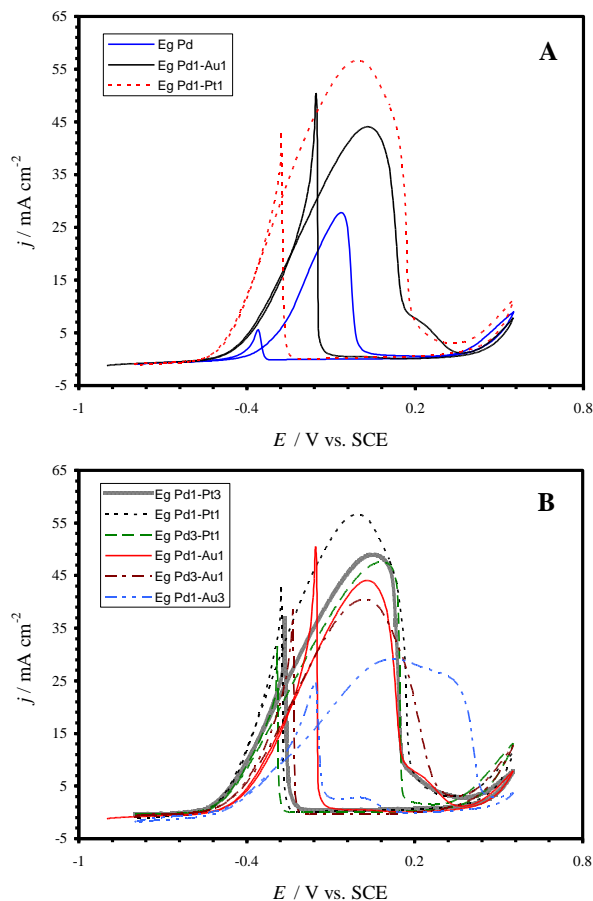 65
55
45
35
25
15
5
-5
j / mA cm-2
Eg Pd
Eg Pd1-Au1
Eg Pd1-Pt1
A
-1
-0.4
0.2
0.8
E / V vs. SCE
65
55
45
35
25
15
5
-5
j / mA cm-2
Eg Pd1-Pt3
Eg Pd1-Pt1
Eg Pd3-Pt1
Eg Pd1-Au1
Eg Pd3-Au1
Eg Pd1-Au3
B
-1
-0.4
0.2
0.8
E / V vs. SCE